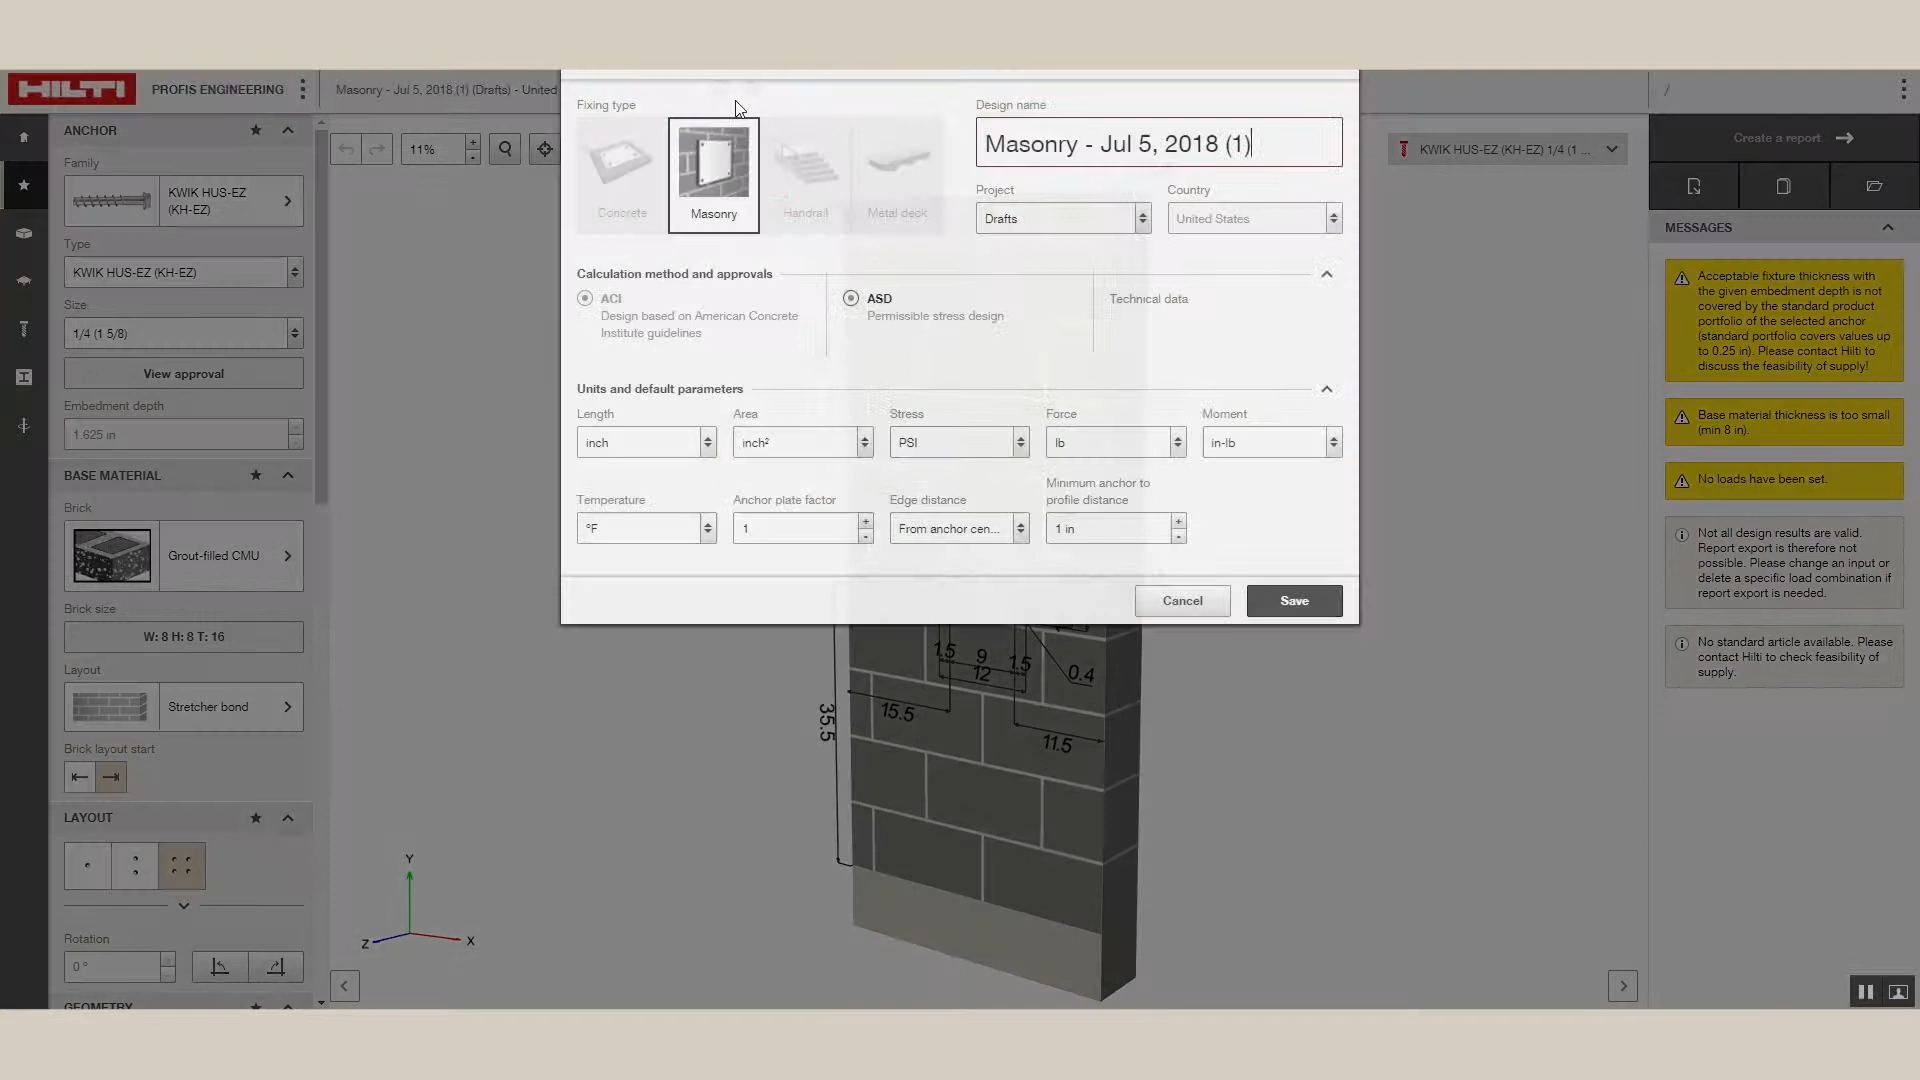 HILTI
PROFIS ENGINEERING
Masonry - Jul 5, 2018 (1) (Drafts) - United
/
ANCHOR
Family
KWIK HUS-EZ
(KH-EZ)
Type
KWIK HUS-EZ (KH-EZ)
Size
1/4 (1 5/8)
View approval
Embedment depth
1.625 in
BASE MATERIAL
Brick
Grout-filled CMU
Brick size
W: 8 H: 8 T: 16
Layout
Stretcher bond
Brick layout start
LAYOUT
Rotation
0 °
GEOMETRY
11%
Fixing type
Concrete
Masonry
Handrail
Metal deck
Design name
Masonry - Jul 5, 2018 (1)
Project
Drafts
Country
United States
Calculation method and approvals
ACI
Design based on American Concrete
Institute guidelines
ASD
Permissible stress design
Technical data
Units and default parameters
Length
inch
Area
inch²
Stress
PSI
Force
lb
Moment
in-lb
Temperature
°F
Anchor plate factor
1
Edge distance
From anchor cen...
Minimum anchor to
profile distance
1 in
Cancel
Save
1.5
9
1.5
12
0.4
15.5
11.5
35.5
Y
Z
X
KWIK HUS-EZ (KH-EZ) 1/4 (1 ...
Create a report
MESSAGES
Acceptable fixture thickness with
the given embedment depth is not
covered by the standard product
portfolio of the selected anchor
(standard portfolio covers values up
to 0.25 in). Please contact Hilti to
discuss the feasibility of supply!
Base material thickness is too small
(min 8 in).
No loads have been set.
Not all design results are valid.
Report export is therefore not
possible. Please change an input or
delete a specific load combination if
report export is needed.
No standard article available. Please
contact Hilti to check feasibility of
supply.